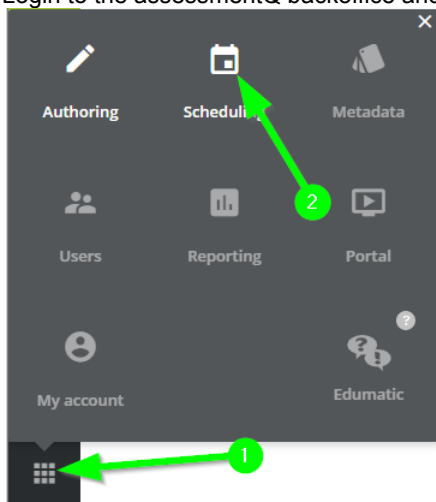 Login to the assessmentQ backoffice and
×
Authoring Scheduling Metadata
2
Users Reporting Portal
?
My account Edumatic
1